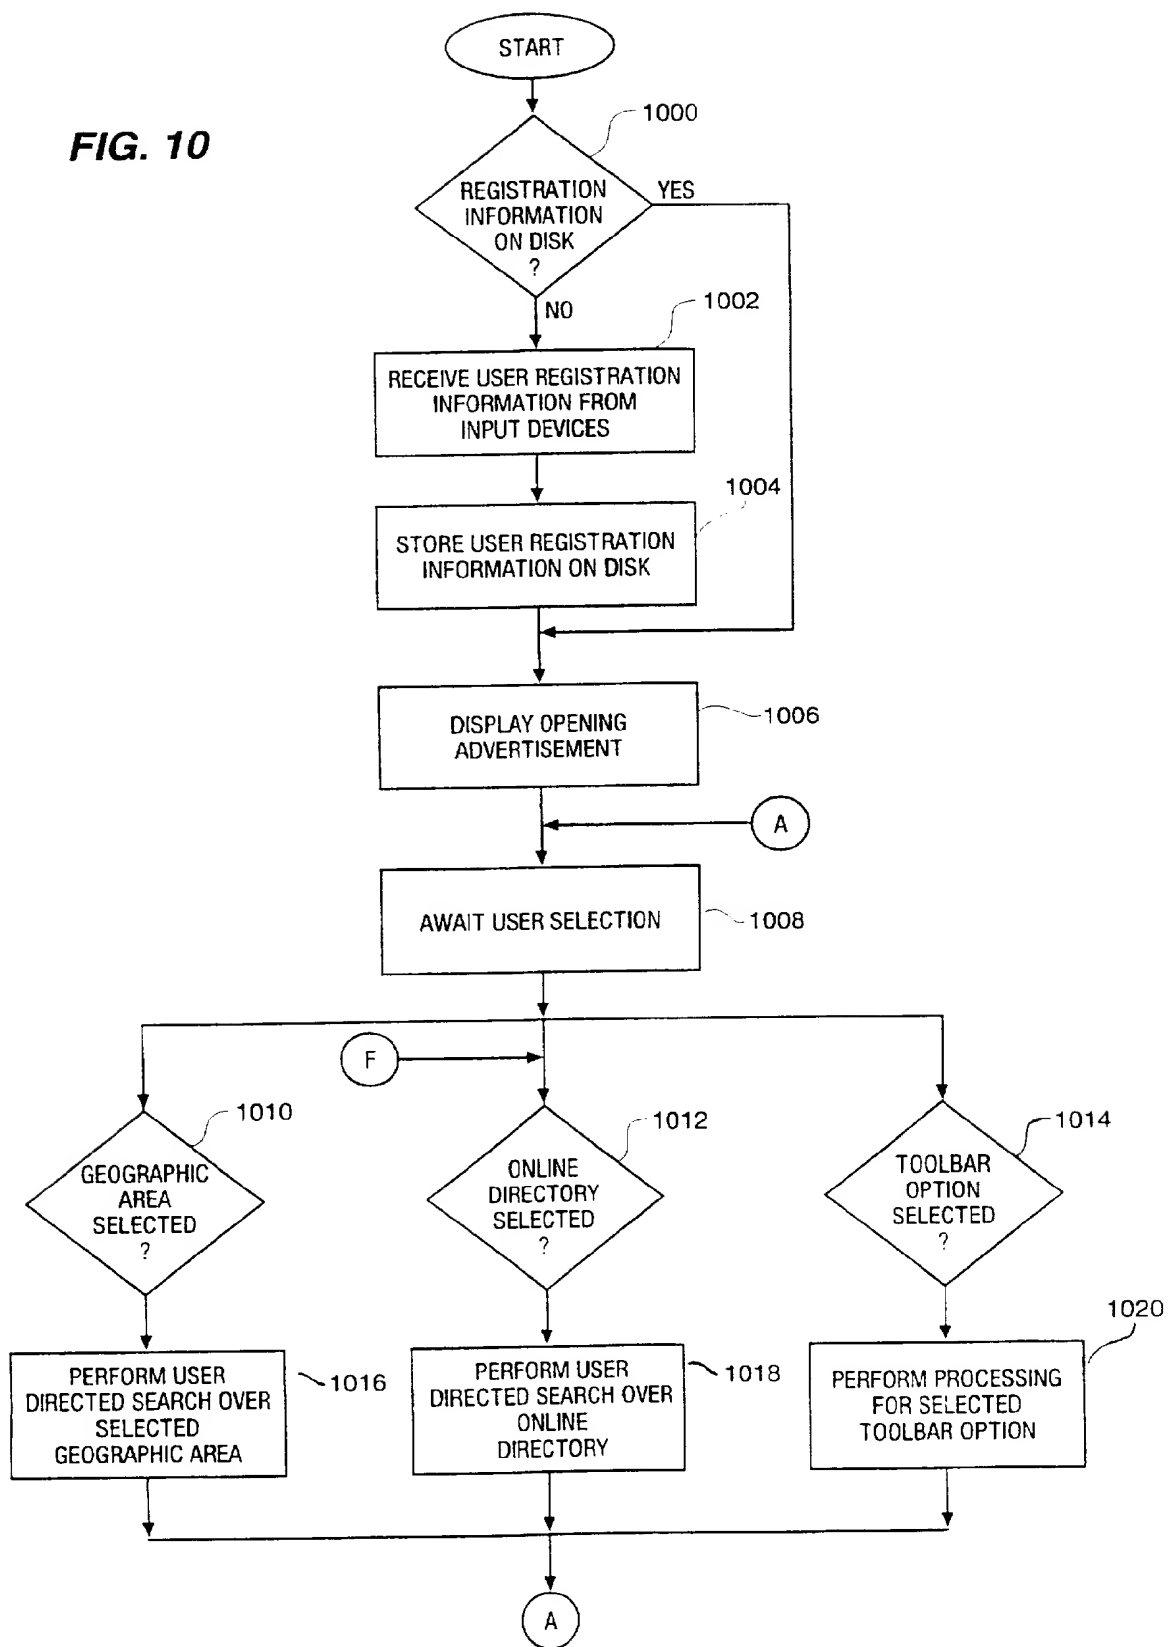 START
FIG. 10
1000
REGISTRATION
INFORMATION
ON DISK
?
YES
NO
1002
RECEIVE USER REGISTRATION
INFORMATION FROM
INPUT DEVICES
1004
STORE USER REGISTRATION
INFORMATION ON DISK
DISPLAY OPENING
ADVERTISEMENT
1006
A
AWAIT USER SELECTION
1008
F
1010
GEOGRAPHIC
AREA
SELECTED
?
1012
ONLINE
DIRECTORY
SELECTED
?
1014
TOOLBAR
OPTION
SELECTED
?
PERFORM USER
DIRECTED SEARCH OVER
SELECTED
GEOGRAPHIC AREA
1016
PERFORM USER
DIRECTED SEARCH OVER
ONLINE
DIRECTORY
1018
1020
PERFORM PROCESSING
FOR SELECTED
TOOLBAR OPTION
A